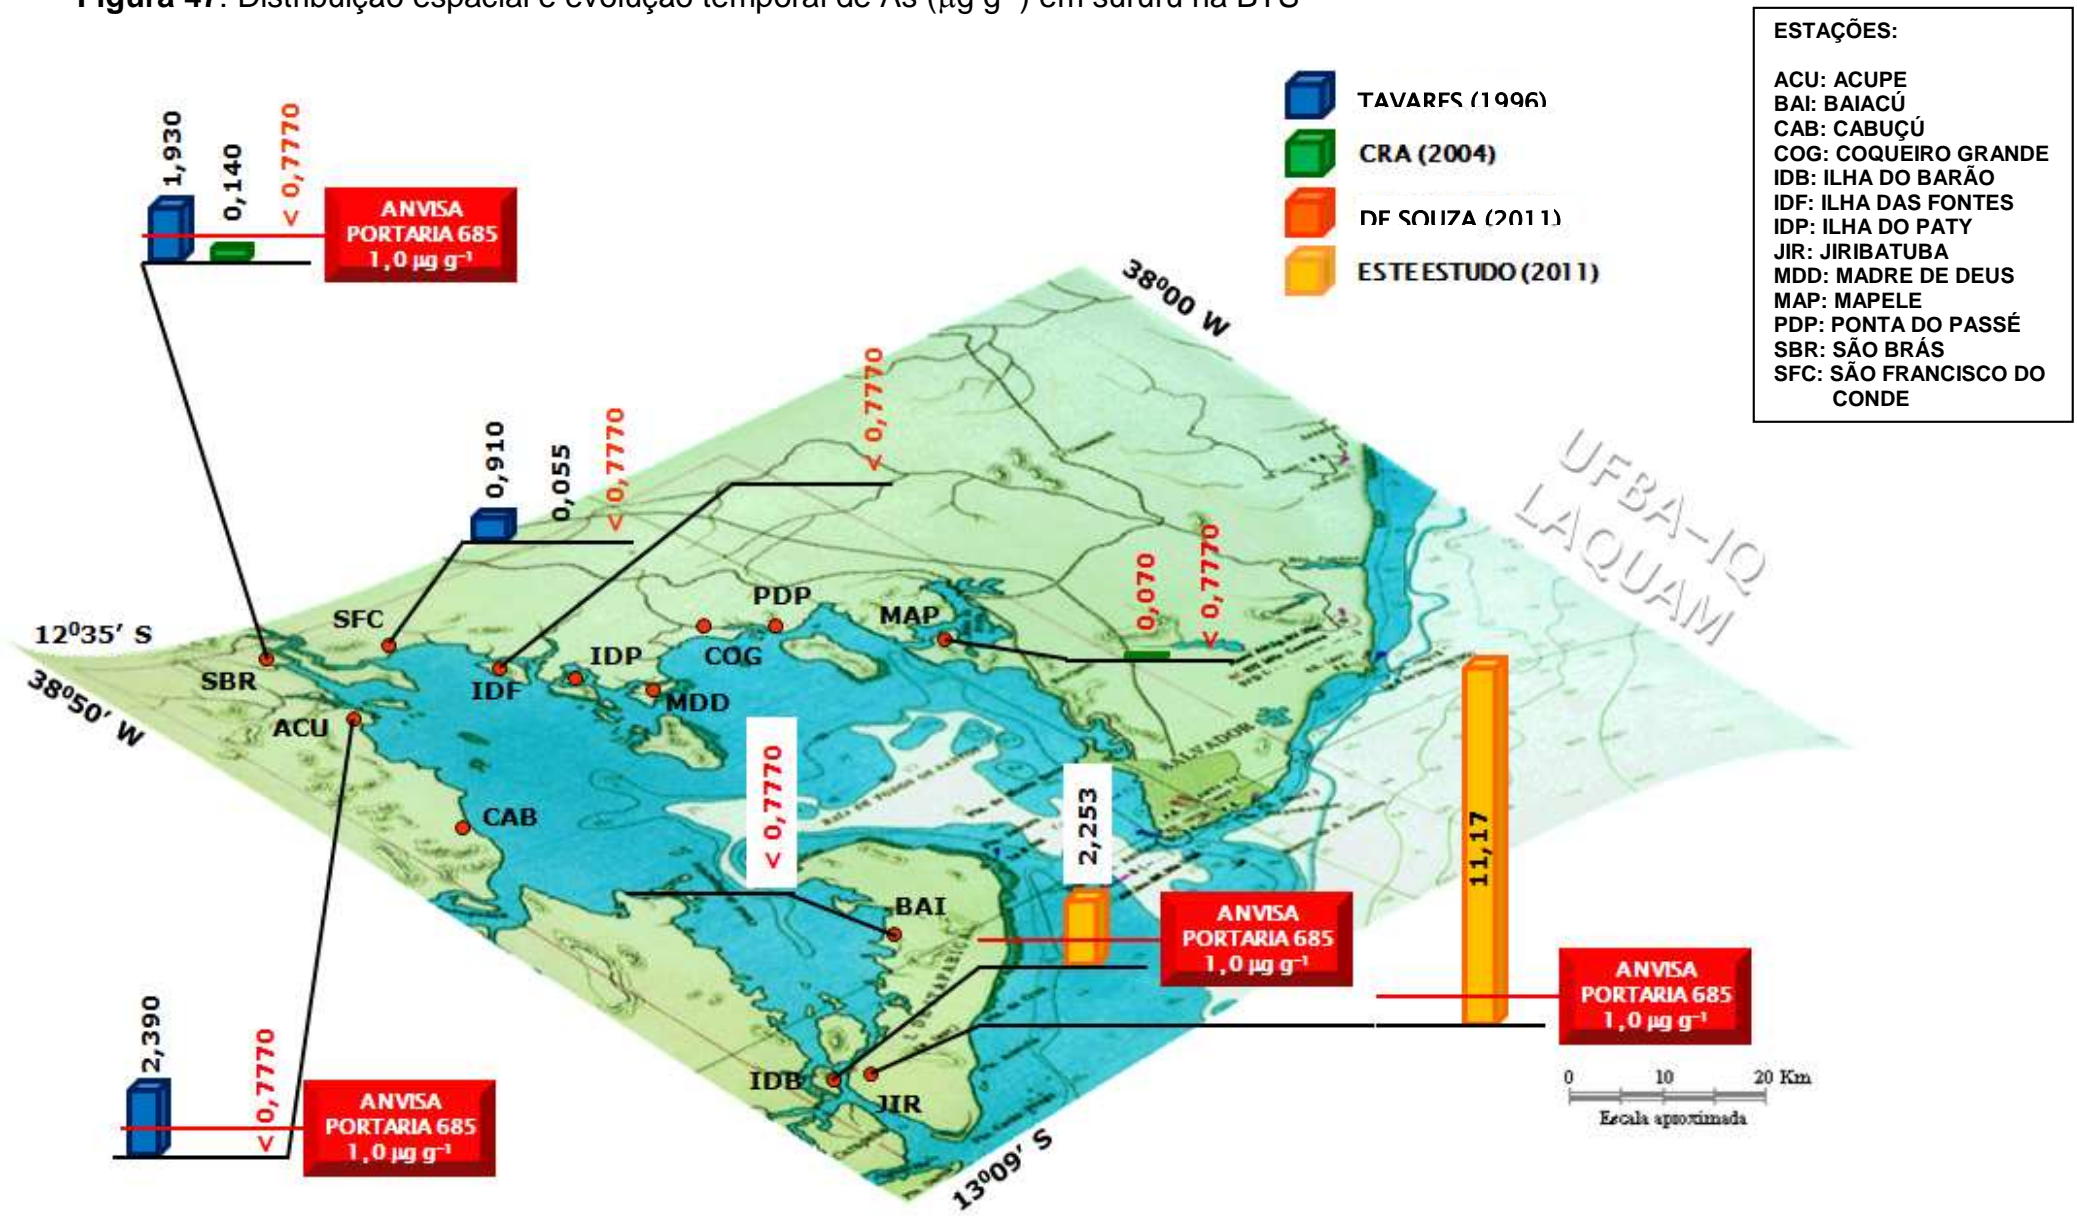 Figura 47: Distribuição espacial e evolução temporal de As (µg g⁻¹) em sururu na BTS
ESTAÇÕES:
ACU: ACUPE
BAI: BAIACÚ
CAB: CABUÇÚ
COG: COQUEIRO GRANDE
IDB: ILHA DO BARÃO
IDF: ILHA DAS FONTES
IDP: ILHA DO PATY
JIR: JIRIBATUBA
MDD: MADRE DE DEUS
MAP: MAPELE
PDP: PONTA DO PASSÉ
SBR: SÃO BRÁS
SFC: SÃO FRANCISCO DO
CONDE
TAVARES (1996)
CRA (2004)
DE SOUZA (2011)
ESTE ESTUDO (2011)
1,930
0,140
< 0,7770
ANVISA
PORTARIA 685
1,0 µg g⁻¹
38⁰00 W
0,910
0,055
< 0,7770
< 0,7770
UFBA-IQ
LAQUAM
0,070
< 0,7770
12⁰35′ S
38⁰50′ W
SBR
SFC
IDF
IDP
MDD
COG
PDP
MAP
ACU
CAB
SALVADOR
< 0,7770
BAI
2,253
ANVISA
PORTARIA 685
1,0 µg g⁻¹
11,17
ANVISA
PORTARIA 685
1,0 µg g⁻¹
IDB
JIR
13⁰09′ S
2,390
< 0,7770
ANVISA
PORTARIA 685
1,0 µg g⁻¹
0 10 20 Km
Escala aproximada